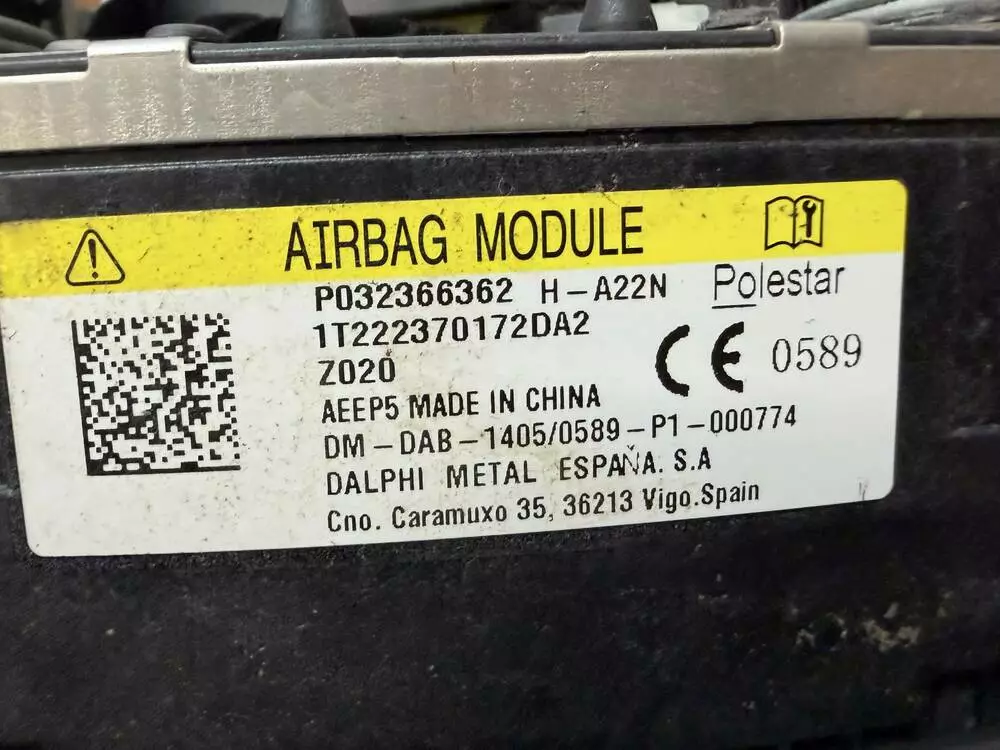 AIRBAG MODULE
P032366362 H-A22N Polestar
1T222370172DA2
Z020
CE 0589
AEEP5 MADE IN CHINA
DM-DAB-1405/0589-P1-000774
DALPHI METAL ESPAÑA. S.A
Cno. Caramuxo 35, 36213 Vigo.Spain